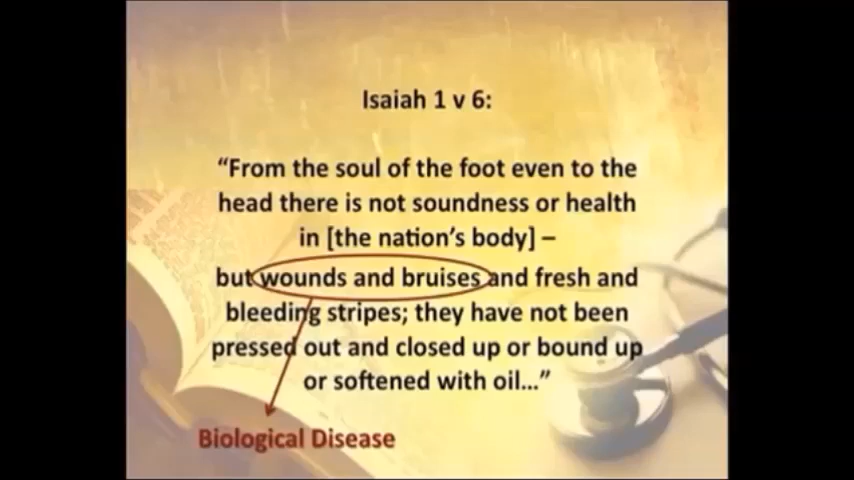 Isaiah 1 v 6:
“From the soul of the foot even to the
head there is not soundness or health
in [the nation’s body] –
but wounds and bruises and fresh and
bleeding stripes; they have not been
pressed out and closed up or bound up
or softened with oil...”
Biological Disease